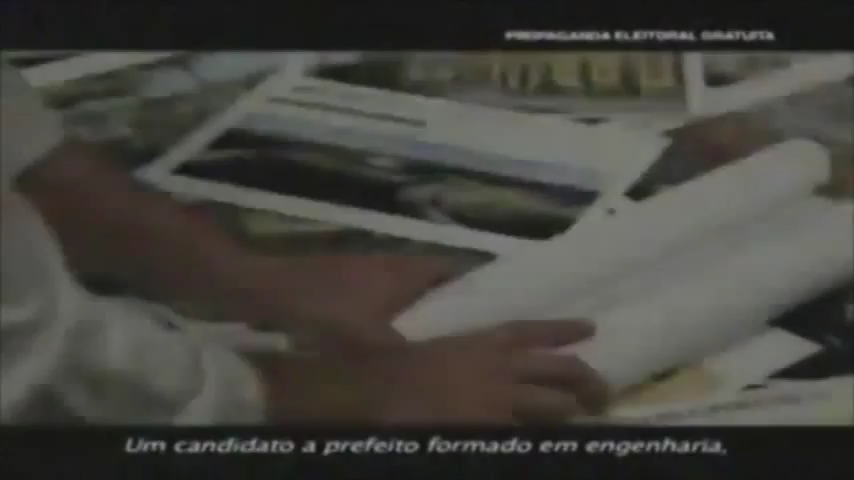 PROPAGANDA ELEITORAL GRATUITA
Um candidato a prefeito formado em engenharia,